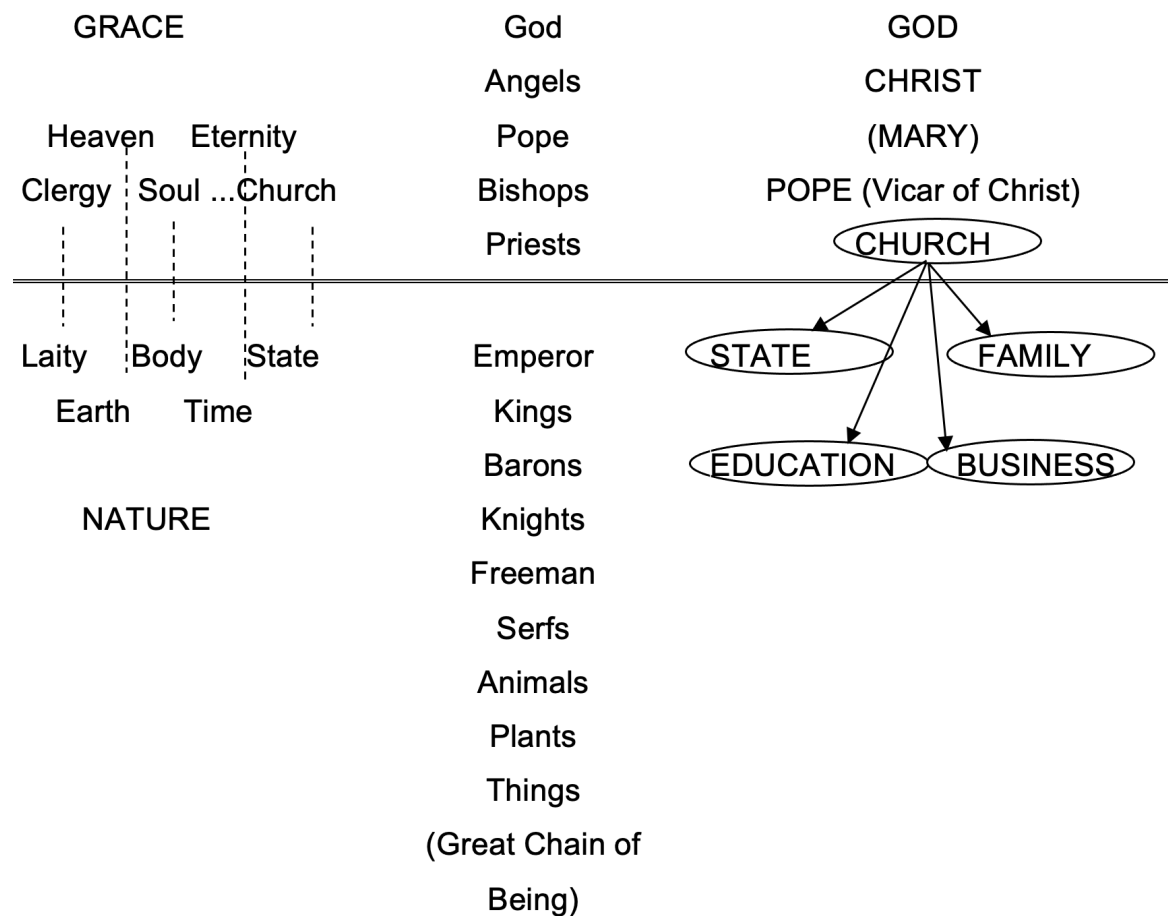 GRACE God GOD
Angels CHRIST
Heaven Eternity Pope (MARY)
Clergy Soul ...Church Bishops POPE (Vicar of Christ)
Priests CHURCH
Laity Body State Emperor STATE FAMILY
Earth Time Kings
Barons EDUCATION BUSINESS
NATURE Knights
Freeman
Serfs
Animals
Plants
Things
(Great Chain of
Being)